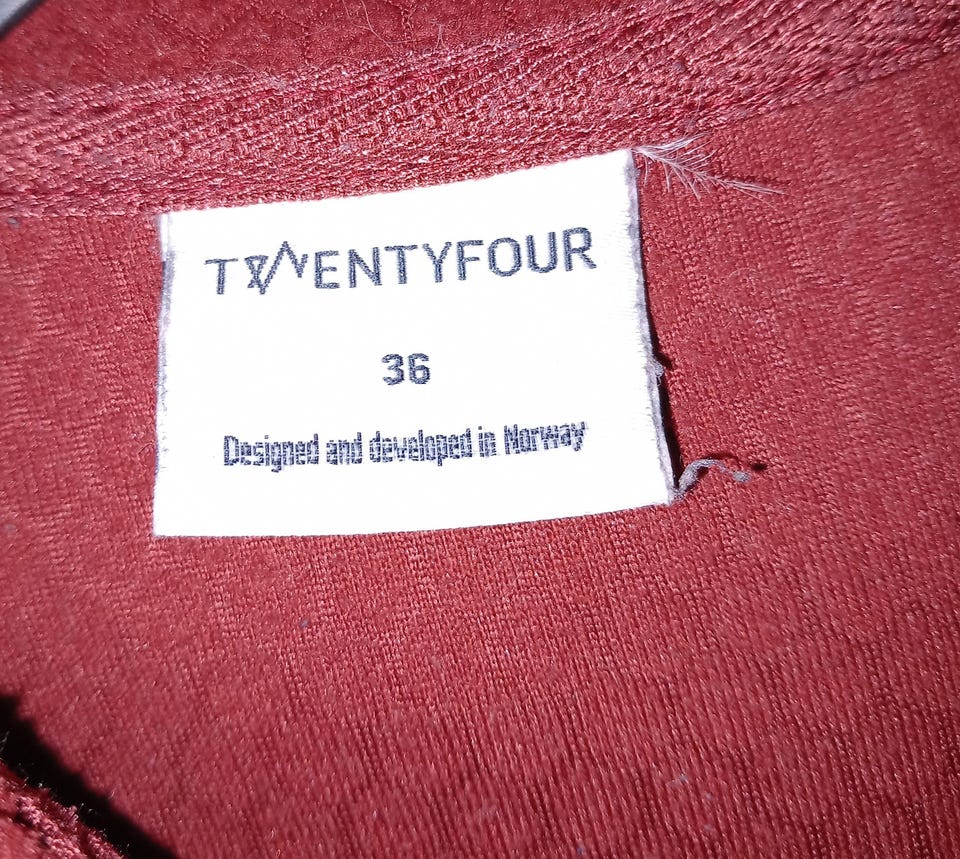 TWENTYFOUR
36
Designed and developed in Norway